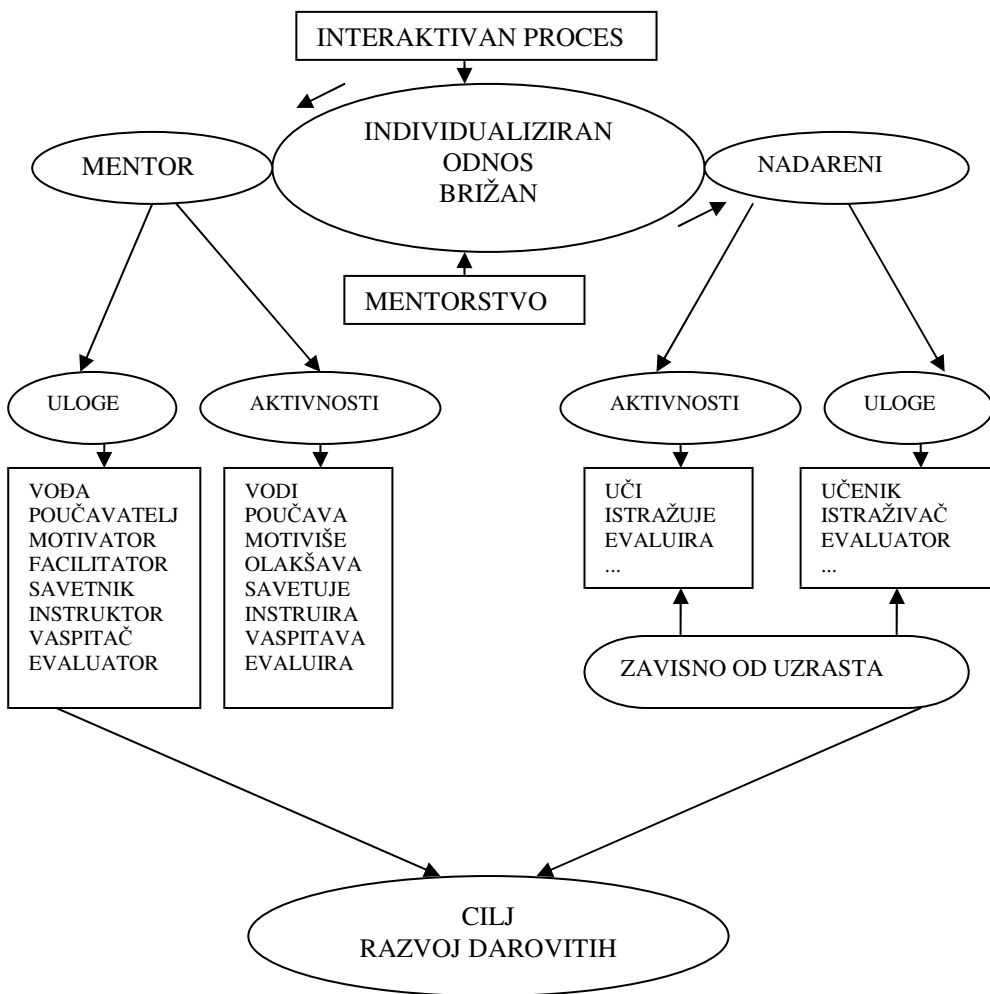 INTERAKTIVAN PROCES
INDIVIDUALIZIRAN
ODNOS
BRIŽAN
MENTOR
NADARENI
MENTORSTVO
ULOGE
AKTIVNOSTI
AKTIVNOSTI
ULOGE
VOĐA
POUČAVATELJ
MOTIVATOR
FACILITATOR
SAVETNIK
INSTRUKTOR
VASPITAČ
EVALUATOR
VODI
POUČAVA
MOTIVIŠE
OLAKŠAVA
SAVETUJE
INSTRUIRA
VASPITAVA
EVALUIRA
UČI
ISTRAŽUJE
EVALUIRA
...
UČENIK
ISTRAŽIVAČ
EVALUATOR
...
ZAVISNO OD UZRASTA
CILJ
RAZVOJ DAROVITIH